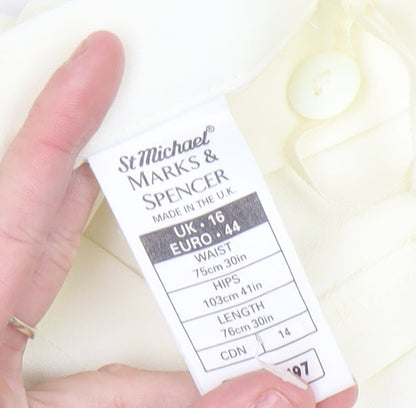 St Michael®
MARKS &
SPENCER
MADE IN THE U.K.
UK • 16
EURO • 44
WAIST
75cm 30in
HIPS
103cm 41in
LENGTH
76cm 30in
CDN 14
97